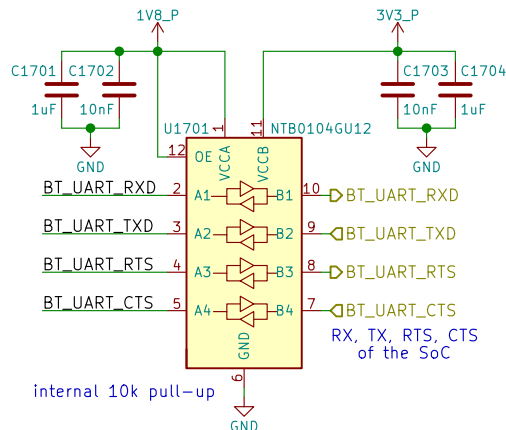 1V8_P 3V3_P
C1701 C1702 C1703 C1704
1uF 10nF 10nF 1uF
GND GND
U1701 NTB0104GU12
1 11
VCCA VCCB
12 OE
BT_UART_RXD 2 A1 B1 10 BT_UART_RXD
BT_UART_TXD 3 A2 B2 9 BT_UART_TXD
BT_UART_RTS 4 A3 B3 8 BT_UART_RTS
BT_UART_CTS 5 A4 B4 7 BT_UART_CTS
GND
RX, TX, RTS, CTS
of the SoC
6
internal 10k pull-up
GND